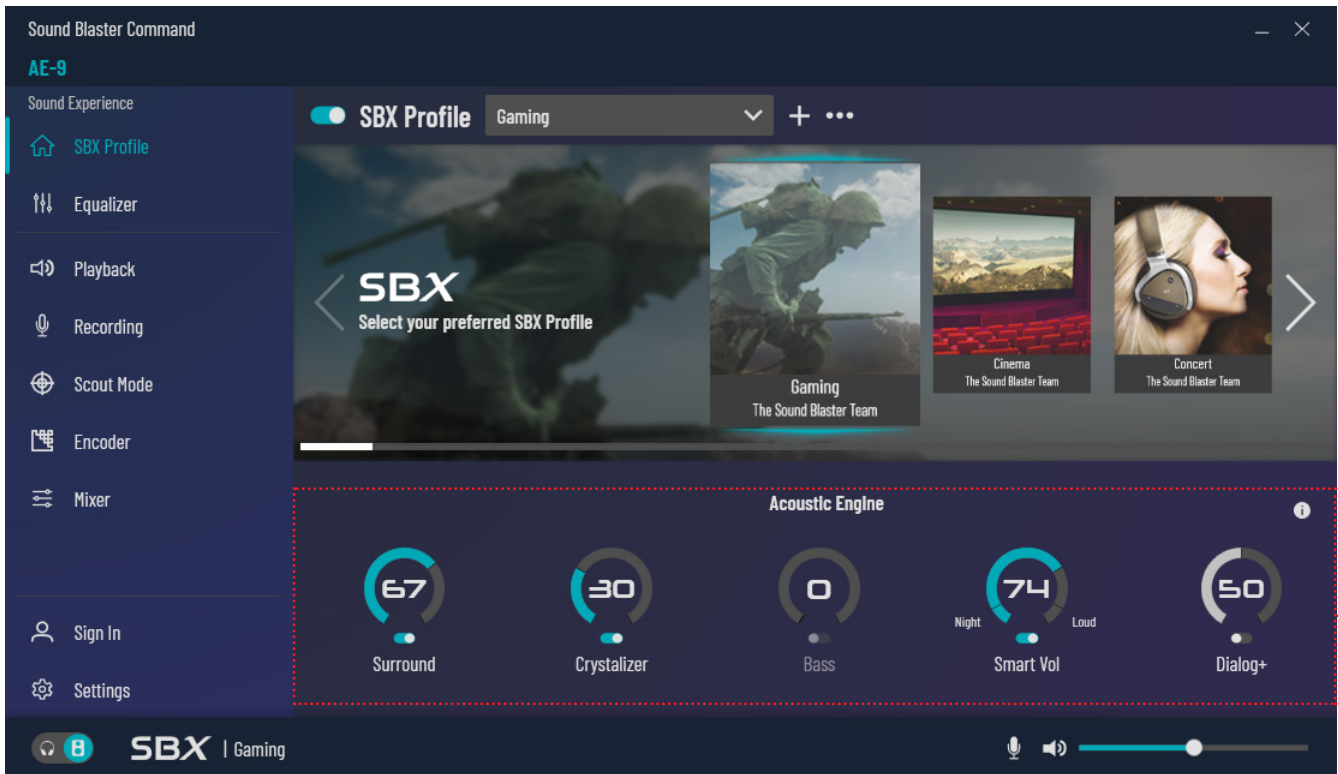 Sound Blaster Command
AE-9
Sound Experience
SBX Profile
Equalizer
Playback
Recording
Scout Mode
Encoder
Mixer
Sign In
Settings
SBX Profile
Gaming
SBX
Select your preferred SBX Profile
Gaming
The Sound Blaster Team
Cinema
The Sound Blaster Team
Concert
The Sound Blaster Team
Acoustic Engine
67
Surround
30
Crystalizer
0
Bass
74
Night
Loud
Smart Vol
50
Dialog+
SBX | Gaming